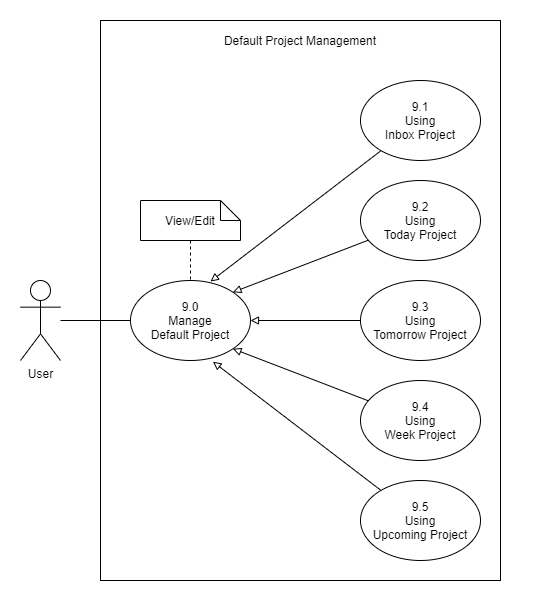 Default Project Management
9.1
Using
Inbox Project
View/Edit
9.2
Using
Today Project
9.0
Manage
Default Project
9.3
Using
Tomorrow Project
User
9.4
Using
Week Project
9.5
Using
Upcoming Project